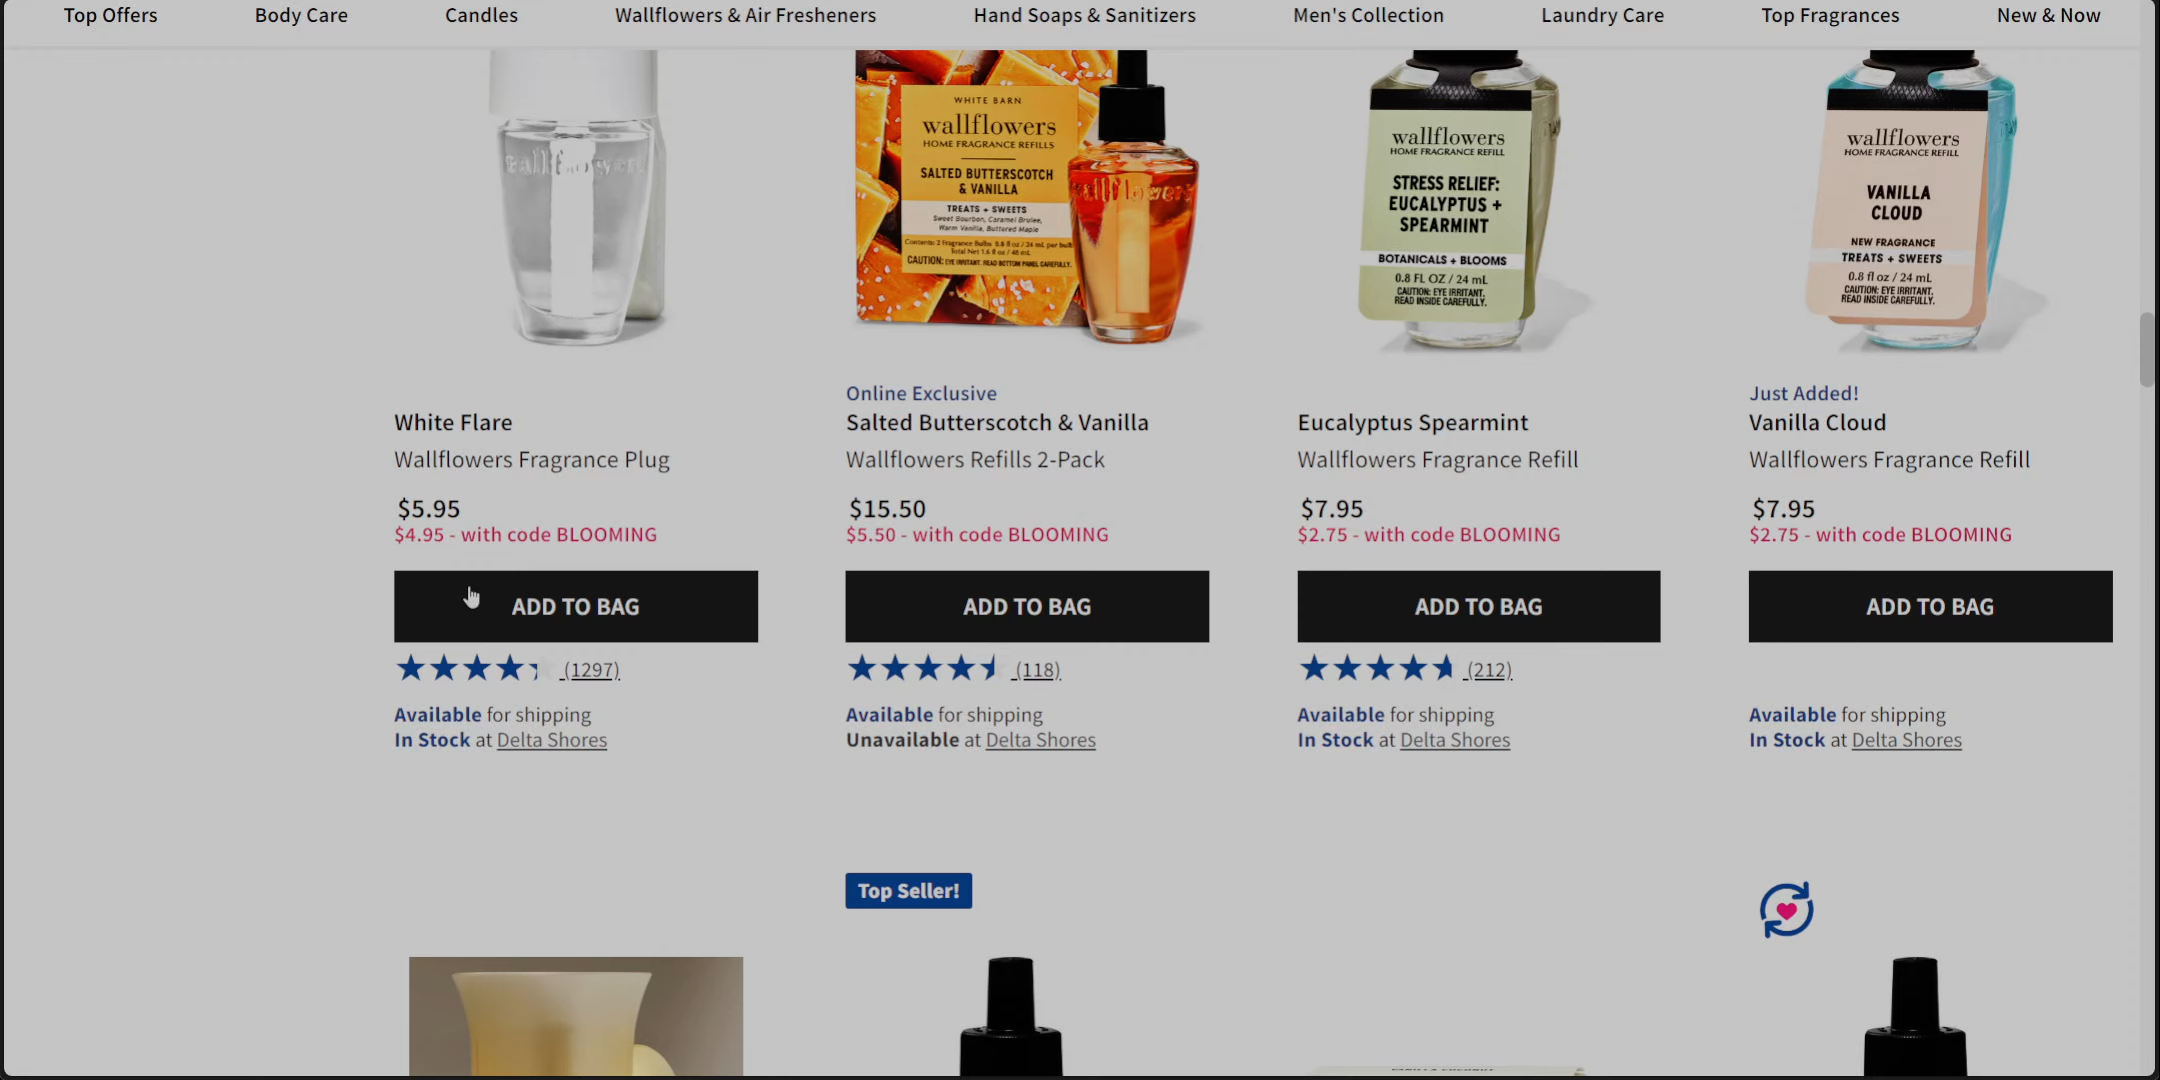 Top Offers
Body Care
Candles
Wallflowers & Air Fresheners
Hand Soaps & Sanitizers
Men's Collection
Laundry Care
Top Fragrances
New & Now
wallflowers
WHITE BARN
wallflowers
HOME FRAGRANCE REFILLS
SALTED BUTTERSCOTCH
& VANILLA
TREATS + SWEETS
Sweet Bourbon, Caramel Brulee,
Warm Vanilla, Buttered Maple
Contents: 2 Fragrance Bulbs 0.8 fl oz / 24 mL per bulb
Total Net 1.6 fl oz / 48 mL
CAUTION: EYE IRRITANT. READ BOTTOM PANEL CAREFULLY.
wallflowers
wallflowers
HOME FRAGRANCE REFILL
STRESS RELIEF:
EUCALYPTUS +
SPEARMINT
BOTANICALS + BLOOMS
0.8 FL OZ / 24 mL
CAUTION: EYE IRRITANT.
READ INSIDE CAREFULLY.
wallflowers
HOME FRAGRANCE REFILL
VANILLA
CLOUD
NEW FRAGRANCE
TREATS + SWEETS
0.8 fl oz / 24 mL
CAUTION: EYE IRRITANT.
READ INSIDE CAREFULLY.
White Flare
Wallflowers Fragrance Plug
$5.95
$4.95 - with code BLOOMING
ADD TO BAG
(1297)
Available for shipping
In Stock at Delta Shores
Online Exclusive
Salted Butterscotch & Vanilla
Wallflowers Refills 2-Pack
$15.50
$5.50 - with code BLOOMING
ADD TO BAG
(118)
Available for shipping
Unavailable at Delta Shores
Eucalyptus Spearmint
Wallflowers Fragrance Refill
$7.95
$2.75 - with code BLOOMING
ADD TO BAG
(212)
Available for shipping
In Stock at Delta Shores
Just Added!
Vanilla Cloud
Wallflowers Fragrance Refill
$7.95
$2.75 - with code BLOOMING
ADD TO BAG
Available for shipping
In Stock at Delta Shores
Top Seller!